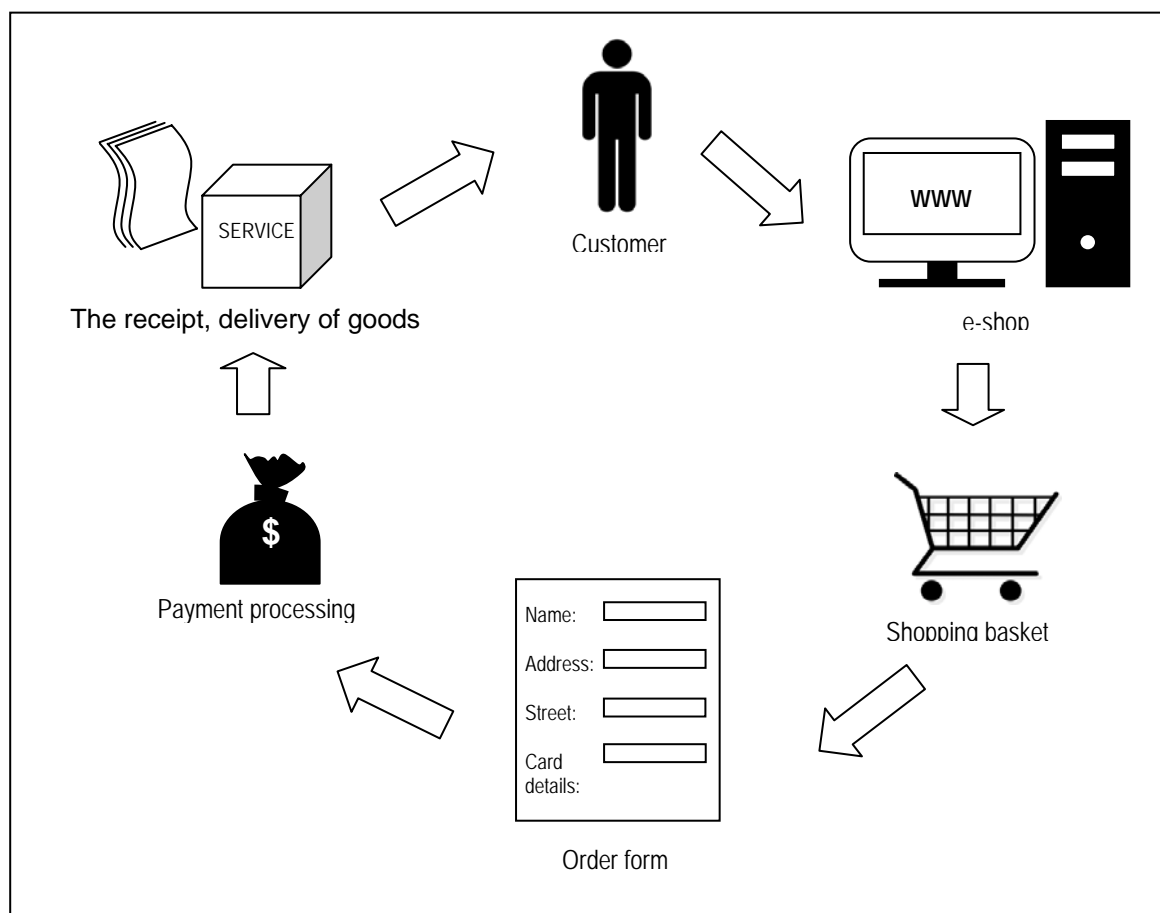 Customer
WWW
e-shop
Shopping basket
Name:
Address:
Street:
Card
details:
Order form
Payment processing
$
SERVICE
The receipt, delivery of goods